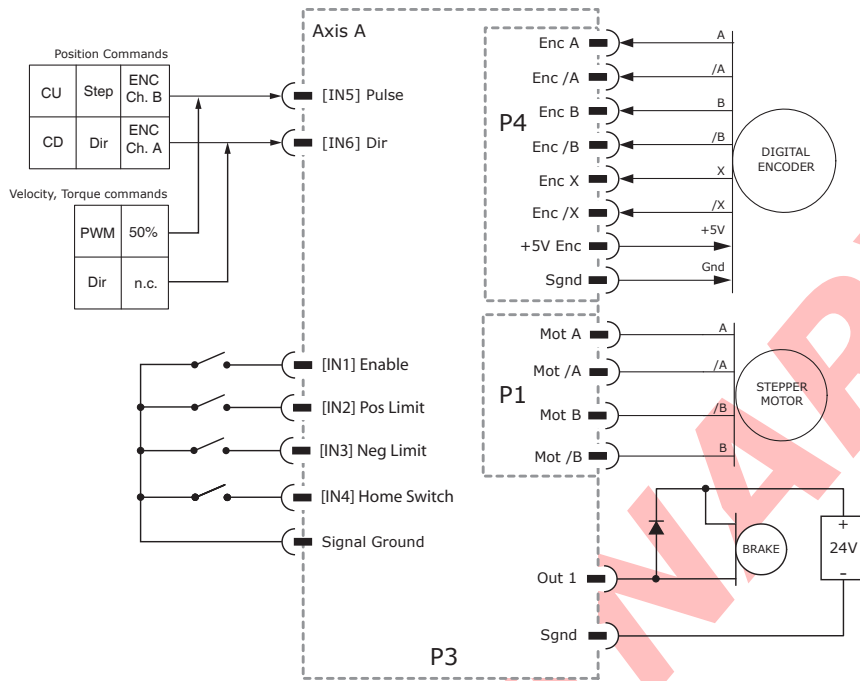 Axis A
Position Commands
CU Step ENC Ch. B
CD Dir ENC Ch. A
[IN5] Pulse
[IN6] Dir
Velocity, Torque commands
PWM 50%
Dir n.c.
[IN1] Enable
[IN2] Pos Limit
[IN3] Neg Limit
[IN4] Home Switch
Signal Ground
P4
Enc A A
Enc /A /A
Enc B B
Enc /B /B
Enc X X
Enc /X /X
+5V Enc +5V
Sgnd Gnd
DIGITAL
ENCODER
P1
Mot A A
Mot /A /A
Mot B /B
Mot /B B
STEPPER
MOTOR
BRAKE
+
24V
-
Out 1
Sgnd
P3